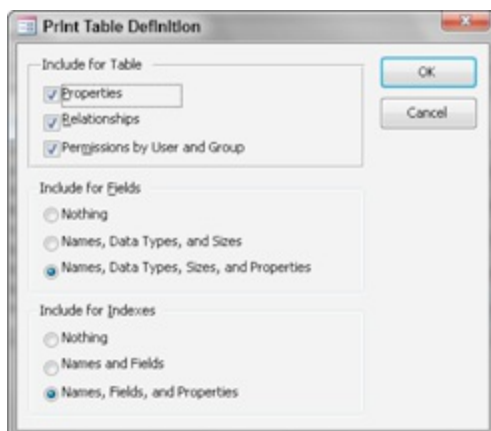 Print Table Definition
Include for Table
Properties
Relationships
Permissions by User and Group
OK
Cancel
Include for Fields
Nothing
Names, Data Types, and Sizes
Names, Data Types, Sizes, and Properties
Include for Indexes
Nothing
Names and Fields
Names, Fields, and Properties